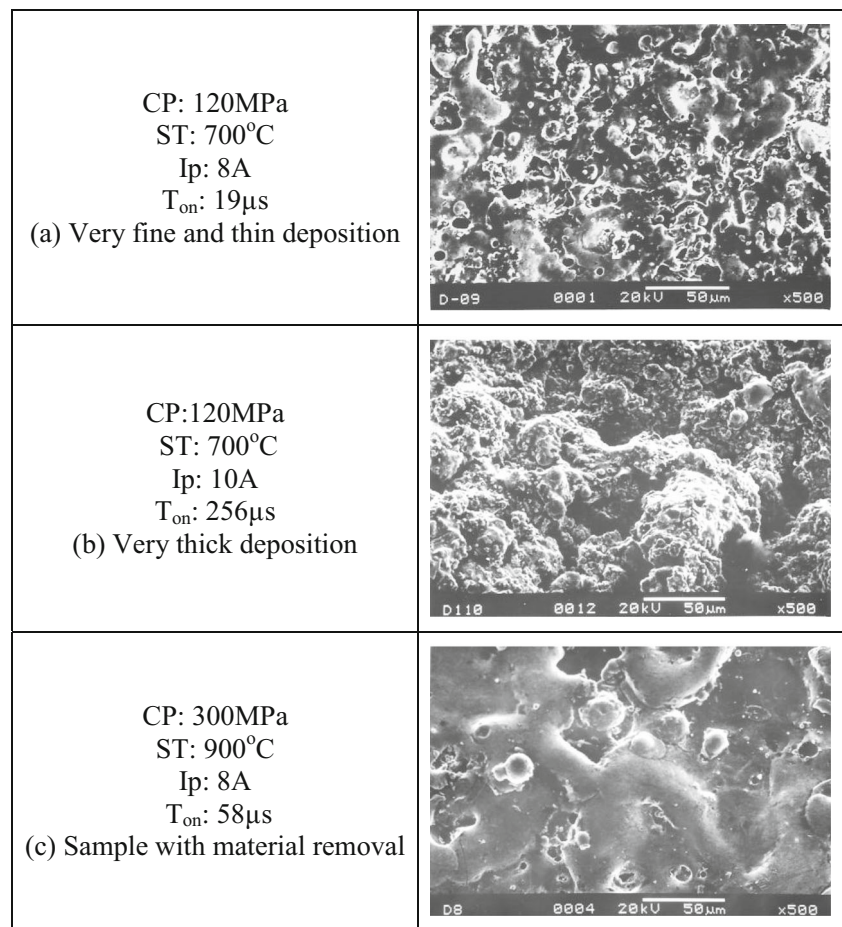 CP: 120MPa
ST: 700°C
Ip: 8A
Tₒₙ: 19µs
(a) Very fine and thin deposition
D-09 0001 20kV 50µm x500
CP:120MPa
ST: 700°C
Ip: 10A
Tₒₙ: 256µs
(b) Very thick deposition
D110 0012 20kV 50µm x500
CP: 300MPa
ST: 900°C
Ip: 8A
Tₒₙ: 58µs
(c) Sample with material removal
D8 0004 20kV 50µm x500